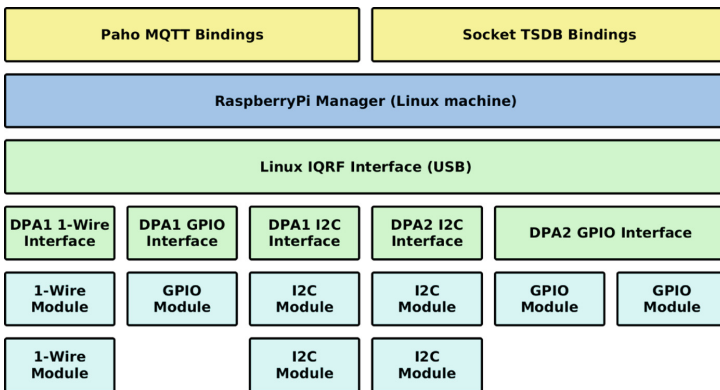 Paho MQTT Bindings
Socket TSDB Bindings
RaspberryPi Manager (Linux machine)
Linux IQRF Interface (USB)
DPA1 1-Wire
Interface
DPA1 GPIO
Interface
DPA1 I2C
Interface
DPA2 I2C
Interface
DPA2 GPIO Interface
1-Wire
Module
GPIO
Module
I2C
Module
I2C
Module
GPIO
Module
GPIO
Module
1-Wire
Module
I2C
Module
I2C
Module